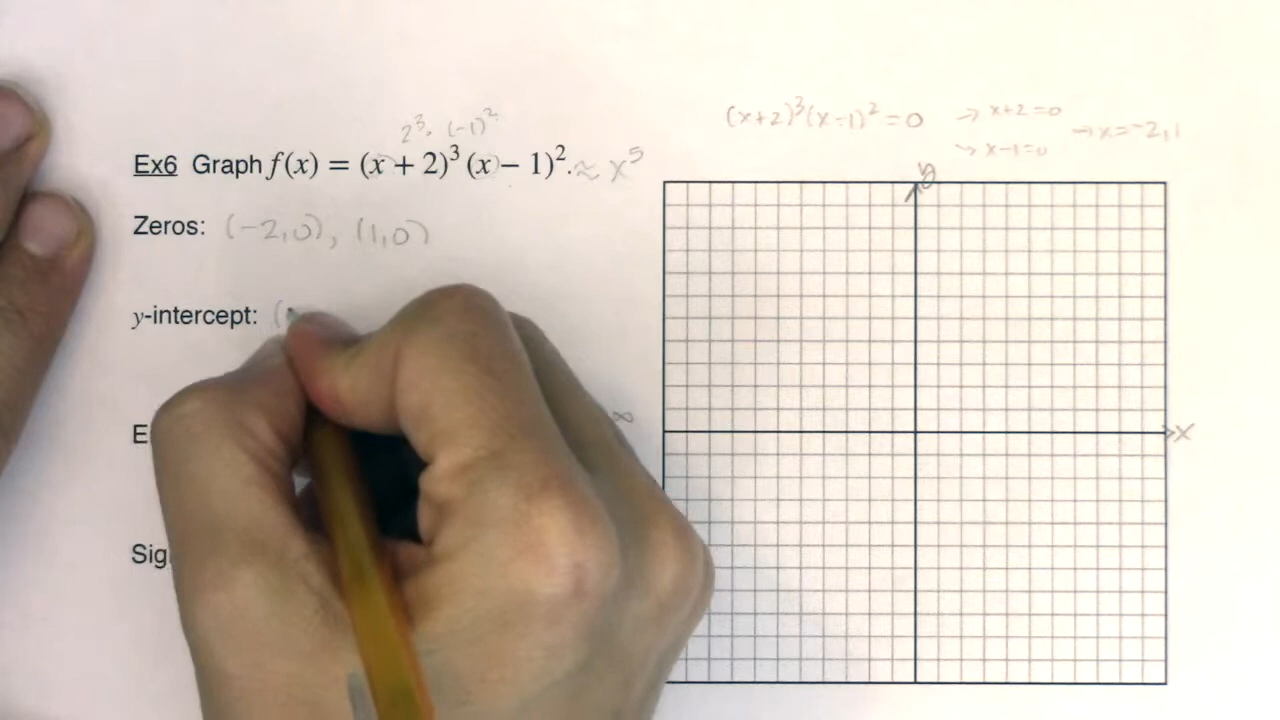 (x+2)³(x-1)²=0 → x+2=0
→ x-1=0 → x=-2,1
2³·(-1)²
Ex6 Graph f(x) = (x + 2)³ (x − 1)². ≈ x⁵
y
Zeros: (-2,0), (1,0)
y-intercept: (
∞
x